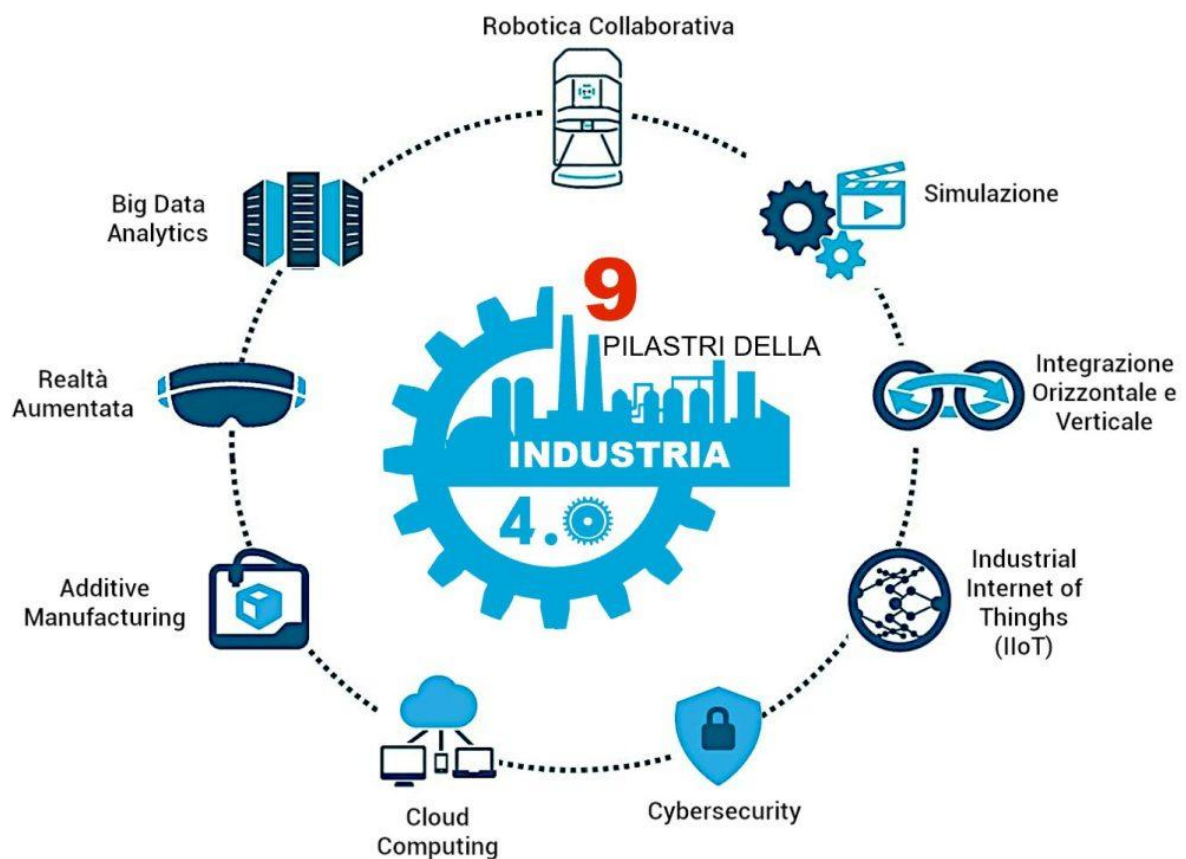 Robotica Collaborativa
Simulazione
Integrazione
Orizzontale e
Verticale
Industrial
Internet of
Thinghs
(IIoT)
Cybersecurity
Cloud
Computing
Additive
Manufacturing
Realtà
Aumentata
Big Data
Analytics
9
PILASTRI DELLA
INDUSTRIA
4.0